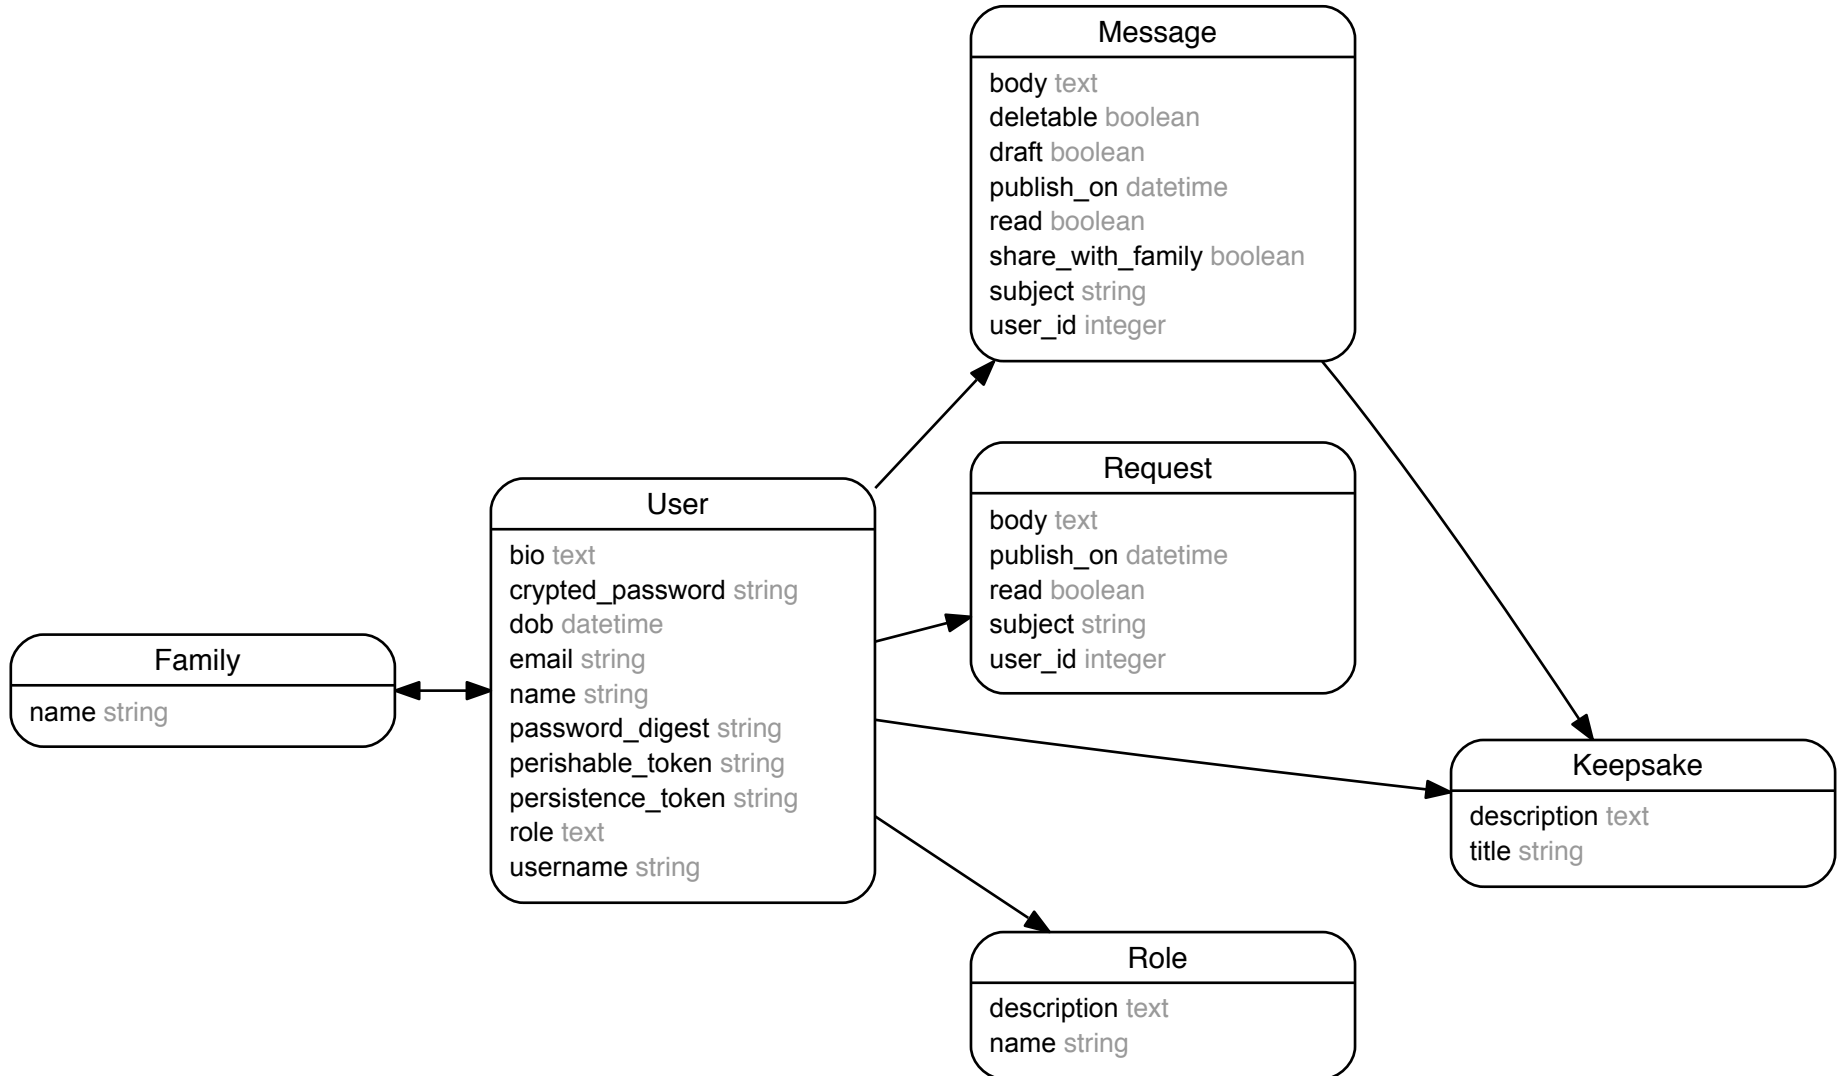 Message
body text
deletable boolean
draft boolean
publish_on datetime
read boolean
share_with_family boolean
subject string
user_id integer
Request
body text
publish_on datetime
read boolean
subject string
user_id integer
User
bio text
crypted_password string
dob datetime
email string
name string
password_digest string
perishable_token string
persistence_token string
role text
username string
Family
name string
Keepsake
description text
title string
Role
description text
name string